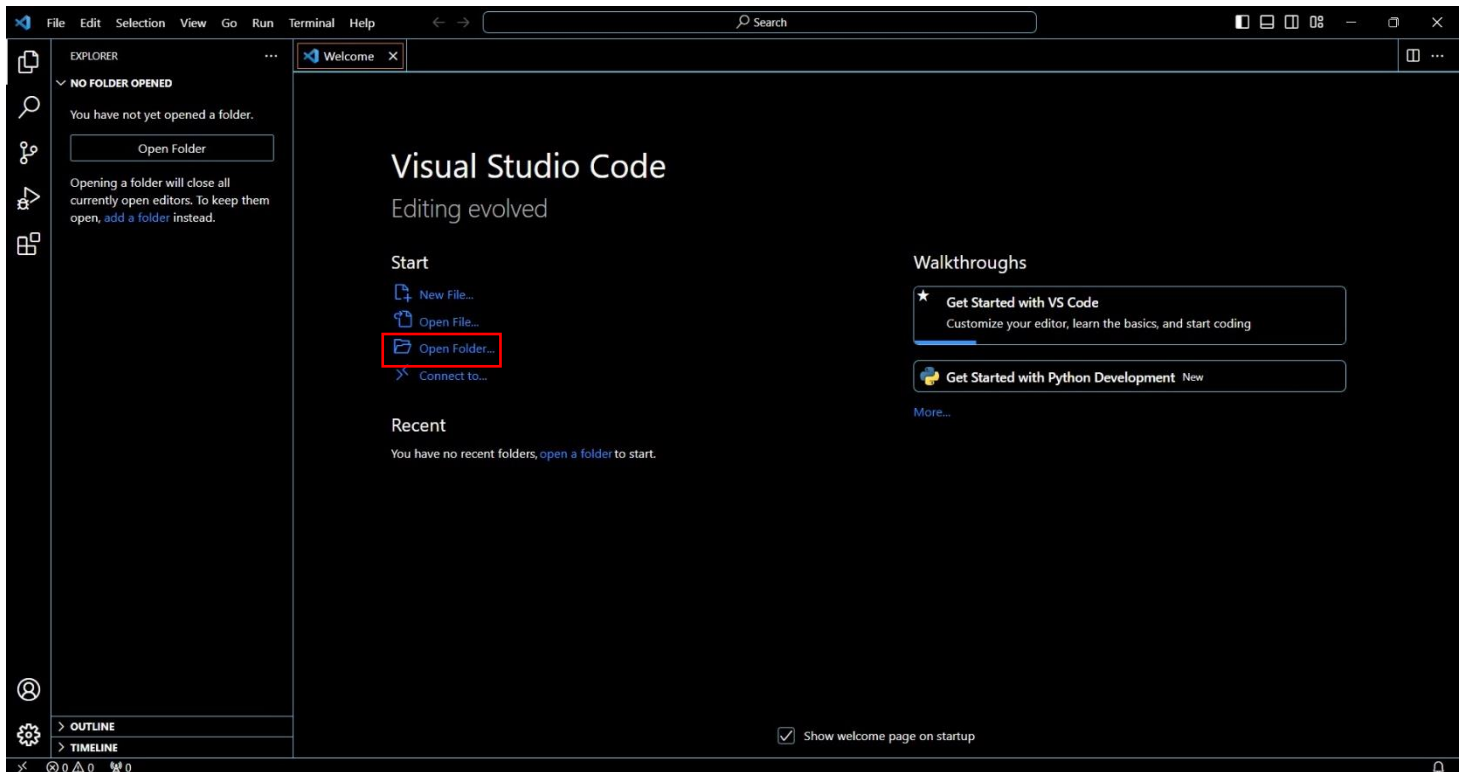 File Edit Selection View Go Run Terminal Help
Search
EXPLORER
Welcome
NO FOLDER OPENED
You have not yet opened a folder.
Open Folder
Opening a folder will close all
currently open editors. To keep them
open, add a folder instead.
OUTLINE
TIMELINE
Visual Studio Code
Editing evolved
Start
New File...
Open File...
Open Folder...
Connect to...
Recent
You have no recent folders, open a folder to start.
Walkthroughs
Get Started with VS Code
Customize your editor, learn the basics, and start coding
Get Started with Python Development New
More...
Show welcome page on startup
0 0 0